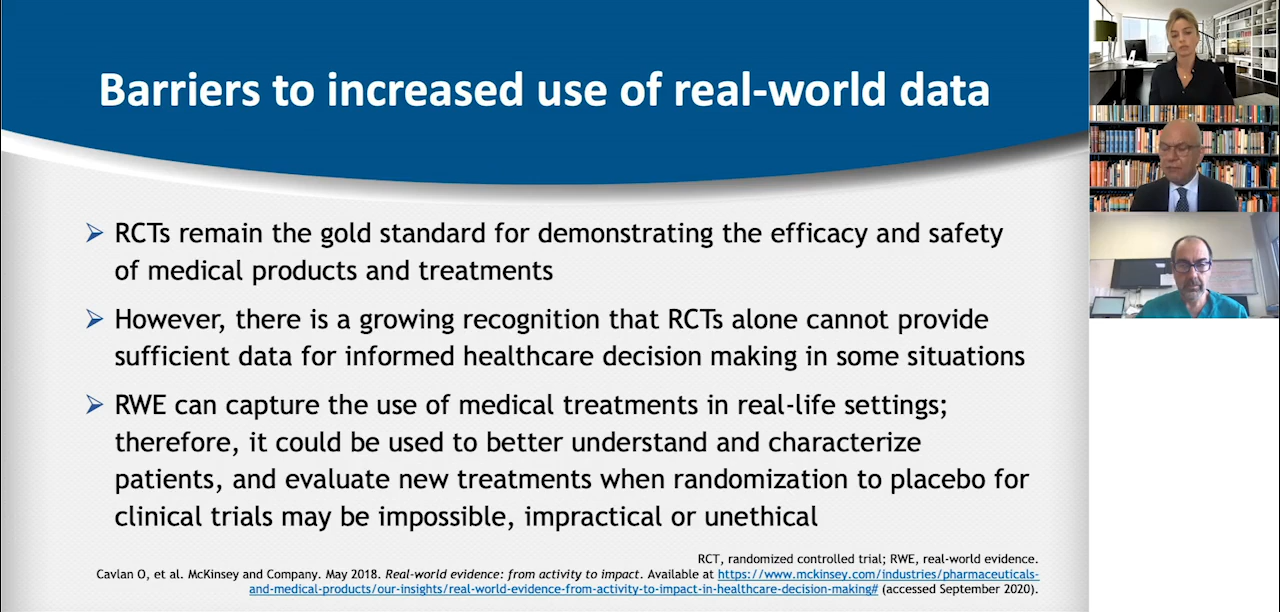 Barriers to increased use of real-world data
RCTs remain the gold standard for demonstrating the efficacy and safety
of medical products and treatments
However, there is a growing recognition that RCTs alone cannot provide
sufficient data for informed healthcare decision making in some situations
RWE can capture the use of medical treatments in real-life settings;
therefore, it could be used to better understand and characterize
patients, and evaluate new treatments when randomization to placebo for
clinical trials may be impossible, impractical or unethical
RCT, randomized controlled trial; RWE, real-world evidence.
Cavlan O, et al. McKinsey and Company. May 2018. Real-world evidence: from activity to impact. Available at https://www.mckinsey.com/industries/pharmaceuticals-
and-medical-products/our-insights/real-world-evidence-from-activity-to-impact-in-healthcare-decision-making# (accessed September 2020).